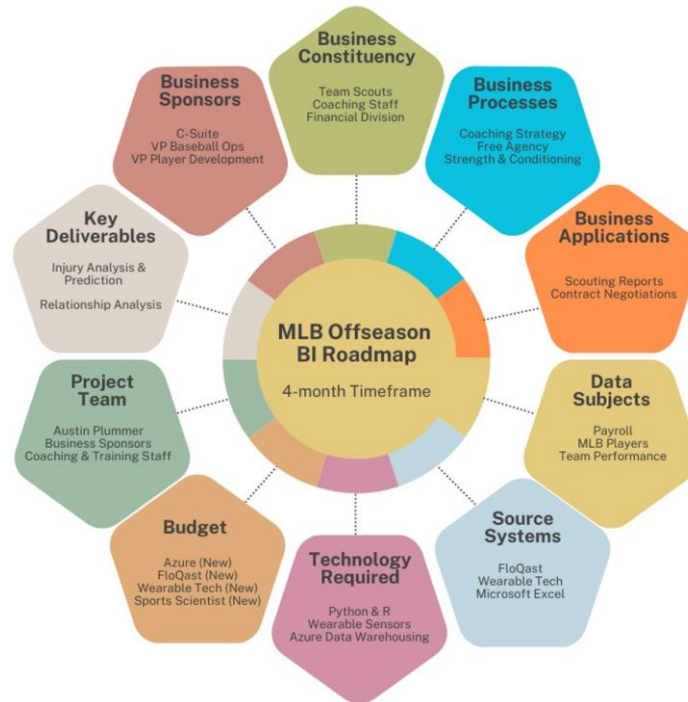 Business
Constituency
Team Scouts
Coaching Staff
Financial Division
Business
Processes
Coaching Strategy
Free Agency
Strength & Conditioning
Business
Applications
Scouting Reports
Contract Negotiations
Data
Subjects
Payroll
MLB Players
Team Performance
Source
Systems
FloQast
Wearable Tech
Microsoft Excel
Technology
Required
Python & R
Wearable Sensors
Azure Data Warehousing
Budget
Azure (New)
FloQast (New)
Wearable Tech (New)
Sports Scientist (New)
Project
Team
Austin Plummer
Business Sponsors
Coaching & Training Staff
Key
Deliverables
Injury Analysis &
Prediction
Relationship Analysis
Business
Sponsors
C-Suite
VP Baseball Ops
VP Player Development
MLB Offseason
BI Roadmap
4-month Timeframe